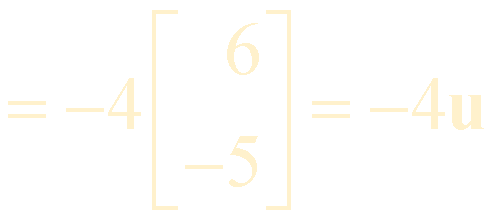 = −4 [ 6
−5 ] = −4u